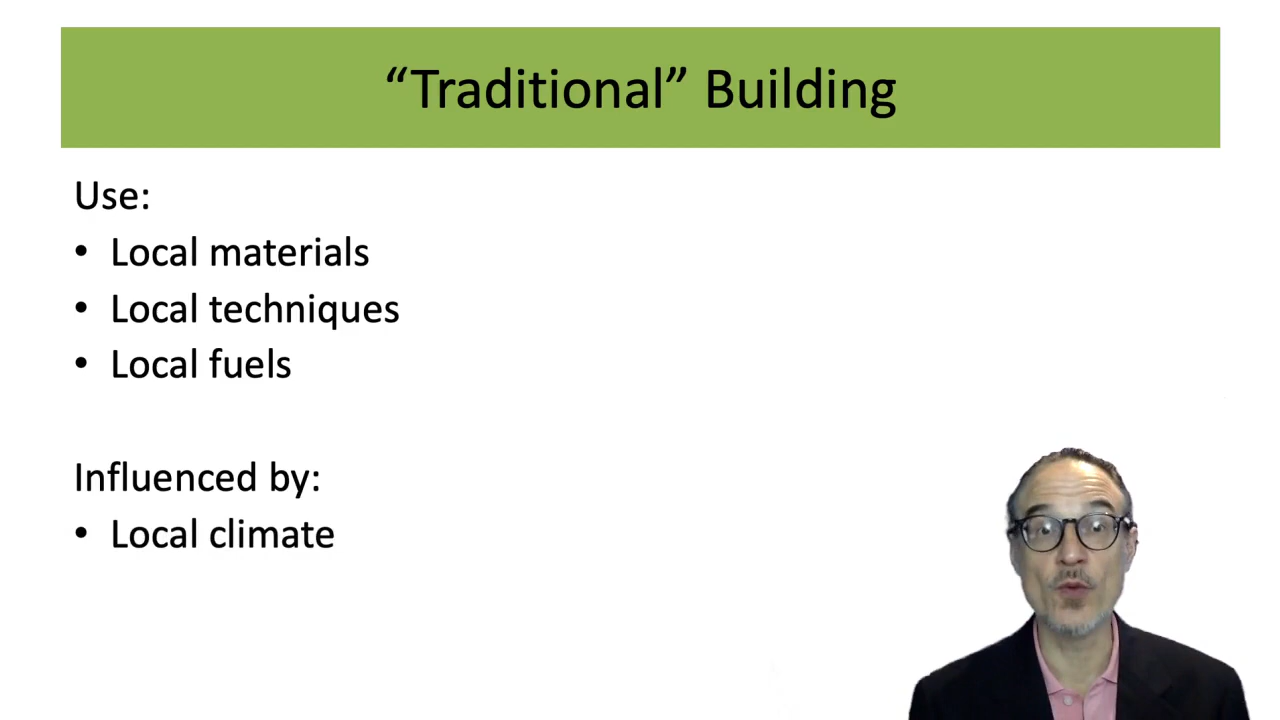 “Traditional” Building
Use:
• Local materials
• Local techniques
• Local fuels
Influenced by:
• Local climate